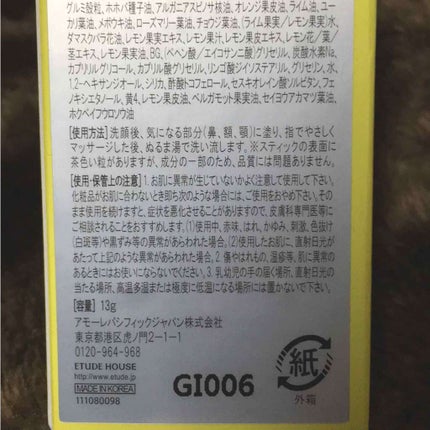 グルミ殻粒、ホホバ種子油、アルガニアスピノサ核油、オレンジ果皮油、ライム油、ユー
カリ葉油、メボウキ油、ローズマリー葉油、チョウジ葉油、(ライム果実/レモン果実)水、
ダマスクバラ花油、レモン果実エキス、レモン果汁、レモン果皮エキス、レモン花/葉/
茎エキス、レモン果実水、BG、(ベヘン酸/エイコサン二酸)グリセリル、炭酸水素Na、
カプリルグリコール、カプリル酸グリセリル、リンゴ酸ジイソステアリル、グリセリン、水、
1,2-ヘキサンジオール、シリカ、酢酸トコフェロール、セスキオレイン酸ソルビタン、フェ
ノキシエタノール、黄4、レモン果皮油、ベルガモット果実油、セイヨウアカマツ葉油、
ホクベイフウロソウ油
【使用方法】洗顔後、気になる部分(鼻、額、顎)に塗り、指でやさしく
マッサージした後、ぬるま湯で洗い流します。※スティックの表面に
茶色い粒がありますが、成分の一部のため、品質には問題ありません。
【使用・保管上の注意】1.お肌に異常が生じていないかよく注意して使用して下さい。
化粧品がお肌に合わないとき即ち次のような場合には、ご使用をおやめ下さい。その
まま使用を続けますと、症状を悪化させることがありますので、皮膚科専門医等に
ご相談されることをおすすめします。(1)使用中、赤味、はれ、かゆみ、刺激、色抜け
(白斑等)や黒ずみ等の異常があらわれた場合。(2)使用したお肌に、直射日光が
あたって上記のような異常があらわれた場合。2.傷やはれもの、湿疹等、肌に異常の
あるときにはお使いにならないでください。3.乳幼児の手の届く場所、直射日光の
当たる場所、高温多湿または極度に低温になる場所には置かないで下さい。
【容量】13g
アモーレパシフィックジャパン株式会社
東京都港区虎ノ門2-1-1
0120-964-968
ETUDE HOUSE
http://www.etude.jp
MADE IN KOREA
111080098
GI006
紙
外箱